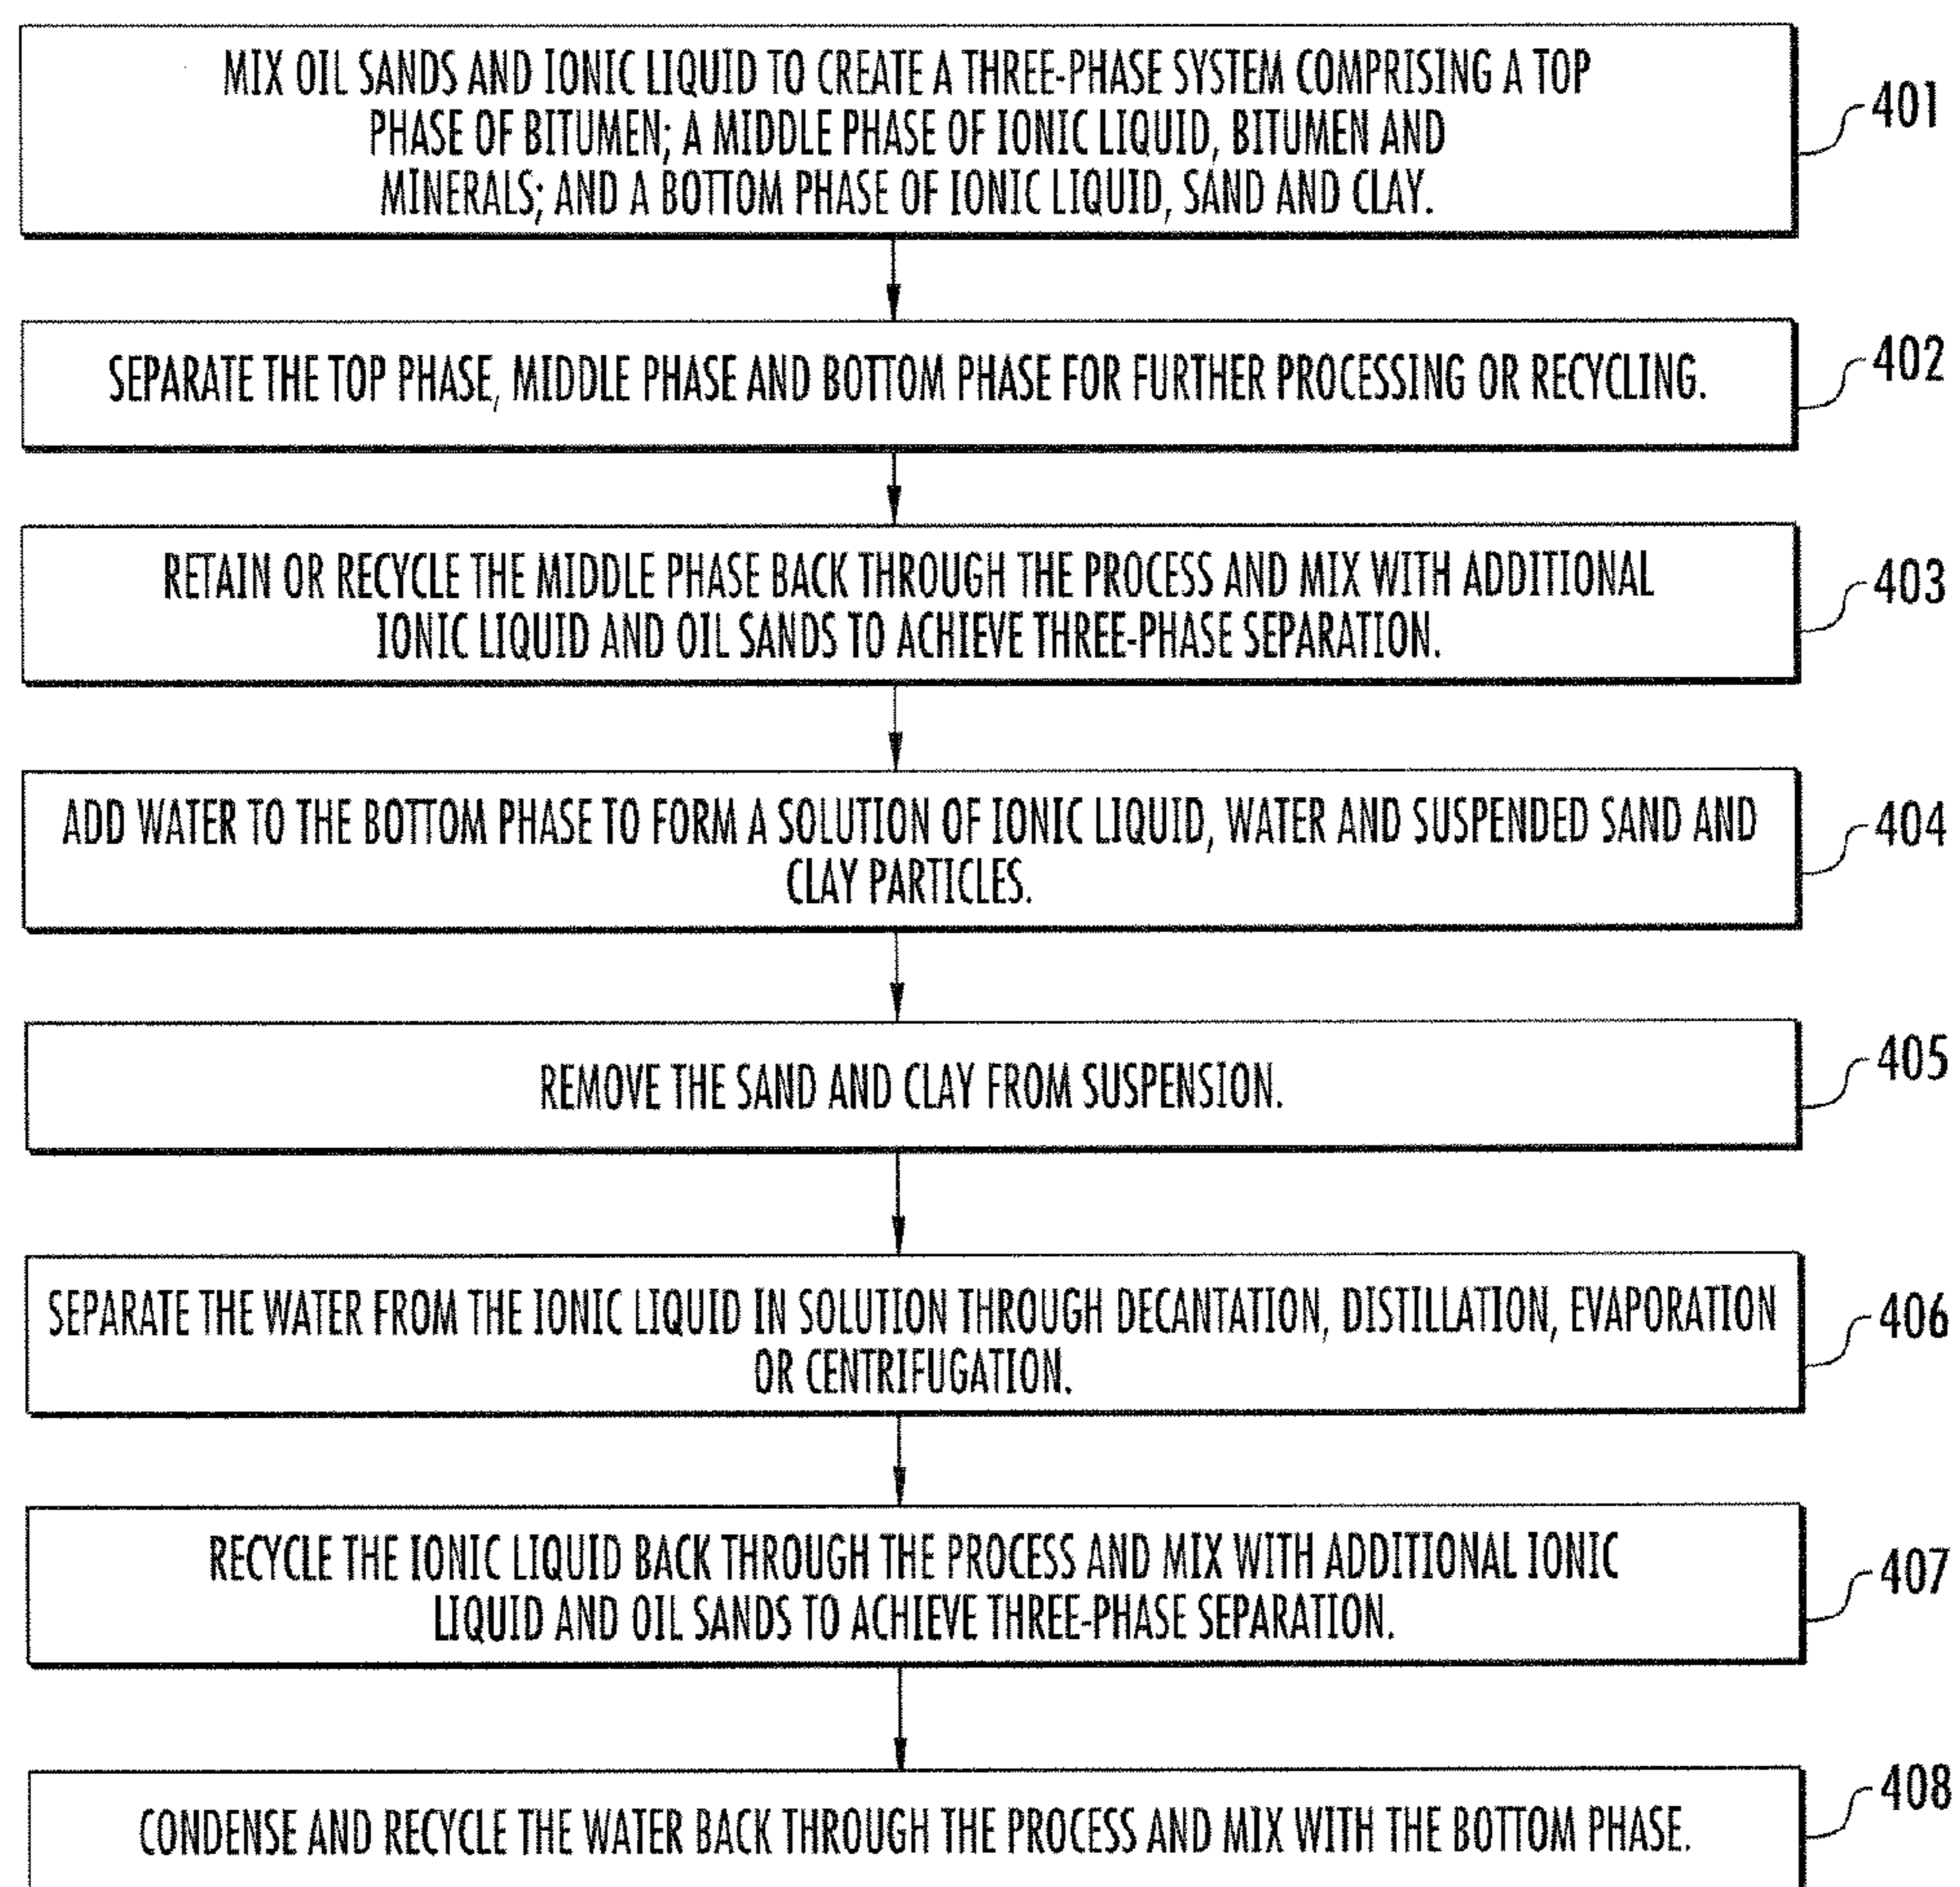 MIX OIL SANDS AND IONIC LIQUID TO CREATE A THREE-PHASE SYSTEM COMPRISING A TOP
PHASE OF BITUMEN; A MIDDLE PHASE OF IONIC LIQUID, BITUMEN AND
MINERALS; AND A BOTTOM PHASE OF IONIC LIQUID, SAND AND CLAY.
401
SEPARATE THE TOP PHASE, MIDDLE PHASE AND BOTTOM PHASE FOR FURTHER PROCESSING OR RECYCLING.
402
RETAIN OR RECYCLE THE MIDDLE PHASE BACK THROUGH THE PROCESS AND MIX WITH ADDITIONAL
IONIC LIQUID AND OIL SANDS TO ACHIEVE THREE-PHASE SEPARATION.
403
ADD WATER TO THE BOTTOM PHASE TO FORM A SOLUTION OF IONIC LIQUID, WATER AND SUSPENDED SAND AND
CLAY PARTICLES.
404
REMOVE THE SAND AND CLAY FROM SUSPENSION.
405
SEPARATE THE WATER FROM THE IONIC LIQUID IN SOLUTION THROUGH DECANTATION, DISTILLATION, EVAPORATION
OR CENTRIFUGATION.
406
RECYCLE THE IONIC LIQUID BACK THROUGH THE PROCESS AND MIX WITH ADDITIONAL IONIC
LIQUID AND OIL SANDS TO ACHIEVE THREE-PHASE SEPARATION.
407
CONDENSE AND RECYCLE THE WATER BACK THROUGH THE PROCESS AND MIX WITH THE BOTTOM PHASE.
408